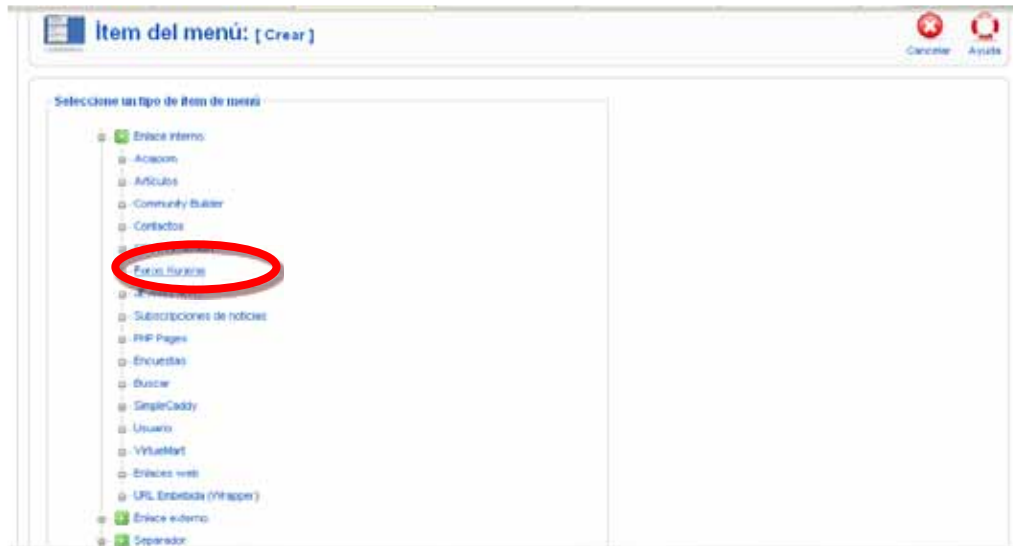 Ítem del menú: [ Crear ]
Cancelar Ayuda
Seleccione un tipo de ítem de menú
Enlace interno
Acajoom
Artículos
Community Builder
Contactos
Foros Kunena
Subscripciones de noticias
PHP Pages
Encuestas
Buscar
SimpleCaddy
Usuario
VirtueMart
Enlaces web
URL Embebida (Wrapper)
Enlace externo
Separador